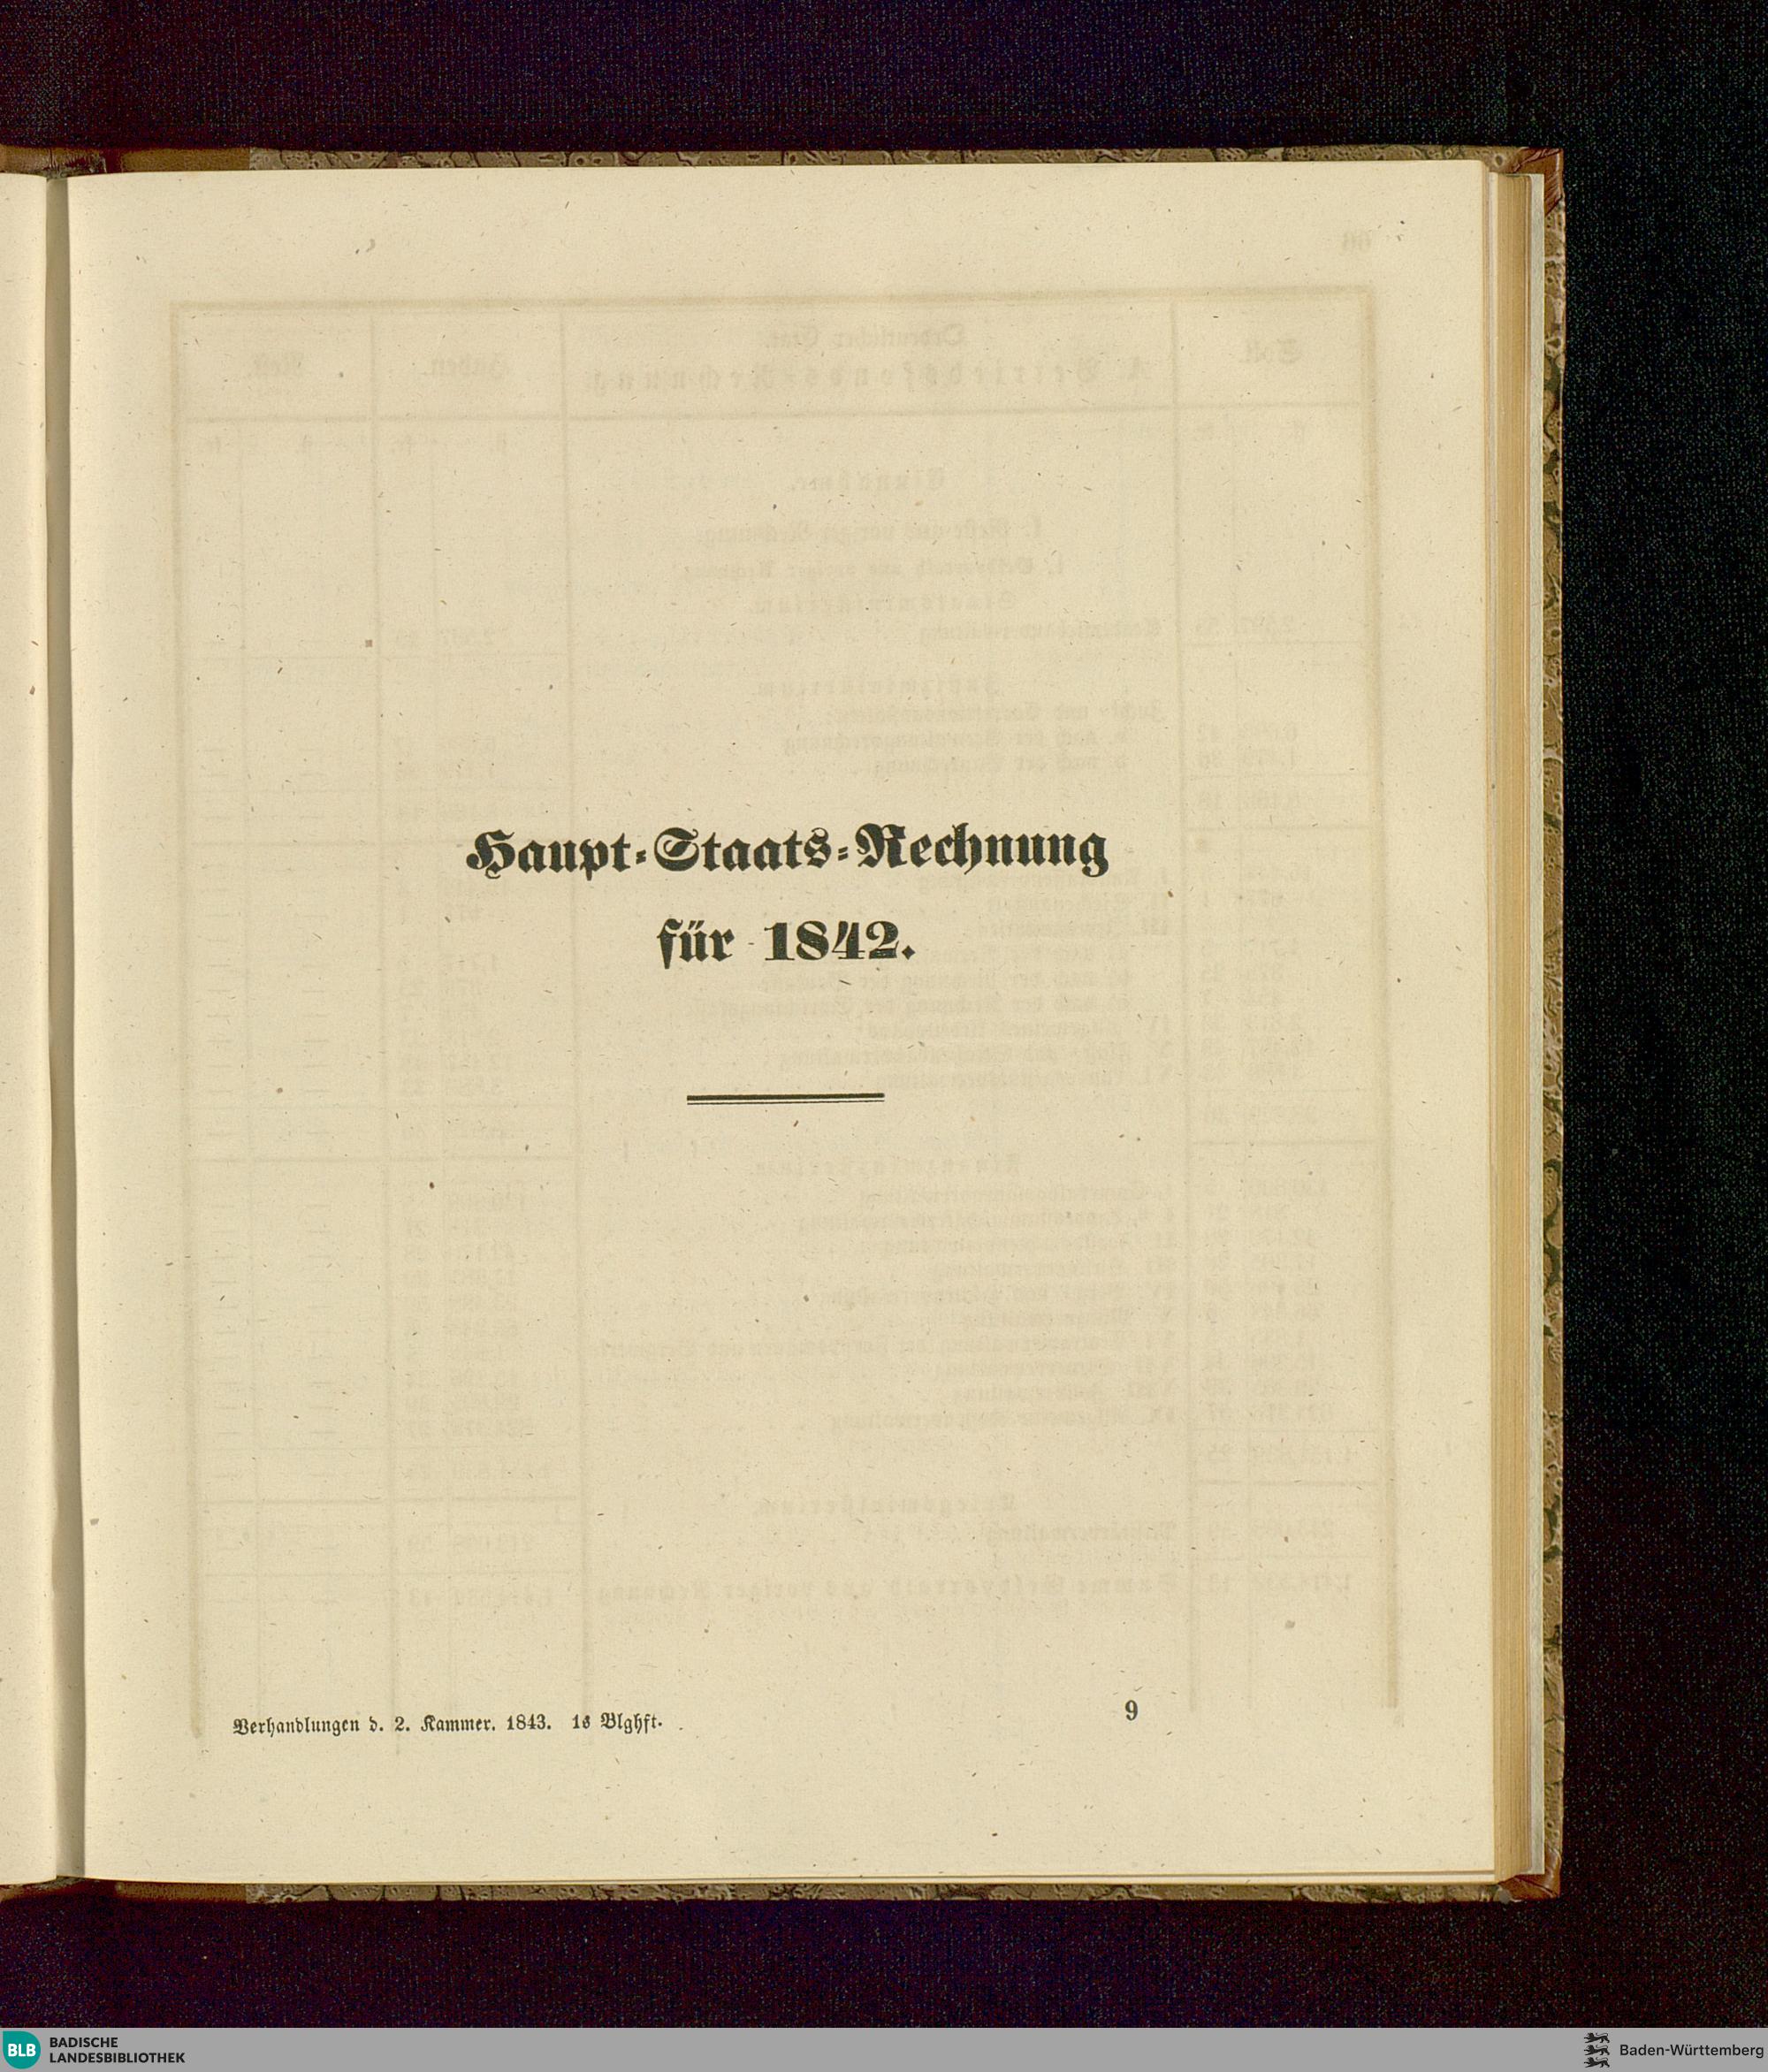 Haupt-Staats-Rechnung
für 1842.
Verhandlungen d. 2. Kammer. 1843. 1s Blghft.
9
BLB BADISCHE
LANDESBIBLIOTHEK
Baden-Württemberg